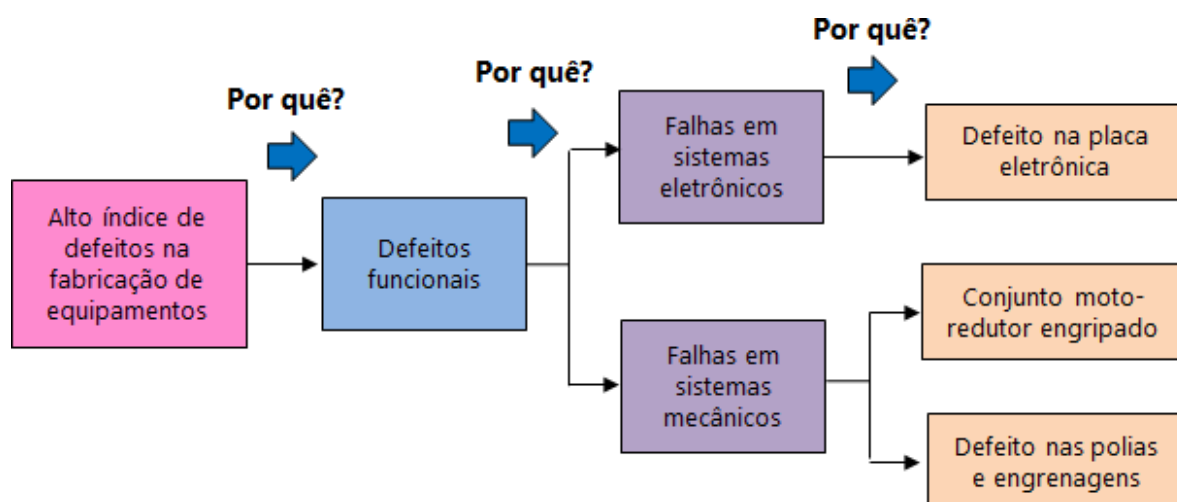 Por quê?
Por quê?
Por quê?
Alto índice de
defeitos na
fabricação de
equipamentos
Defeitos
funcionais
Falhas em
sistemas
eletrônicos
Falhas em
sistemas
mecânicos
Defeito na placa
eletrônica
Conjunto moto-
redutor engripado
Defeito nas polias
e engrenagens